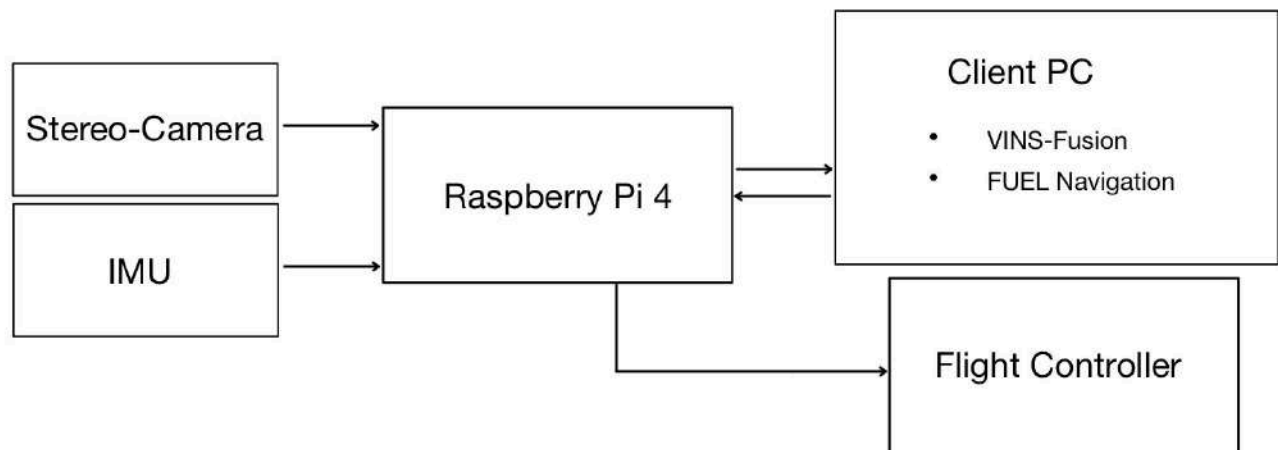 Stereo-Camera
IMU
Raspberry Pi 4
Client PC
• VINS-Fusion
• FUEL Navigation
Flight Controller